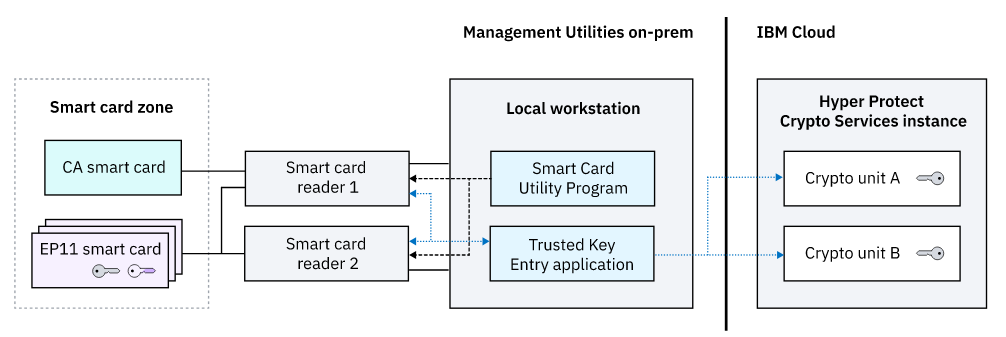 Management Utilities on-prem
IBM Cloud
Smart card zone
CA smart card
EP11 smart card
Smart card
reader 1
Smart card
reader 2
Local workstation
Smart Card
Utility Program
Trusted Key
Entry application
Hyper Protect
Crypto Services instance
Crypto unit A
Crypto unit B